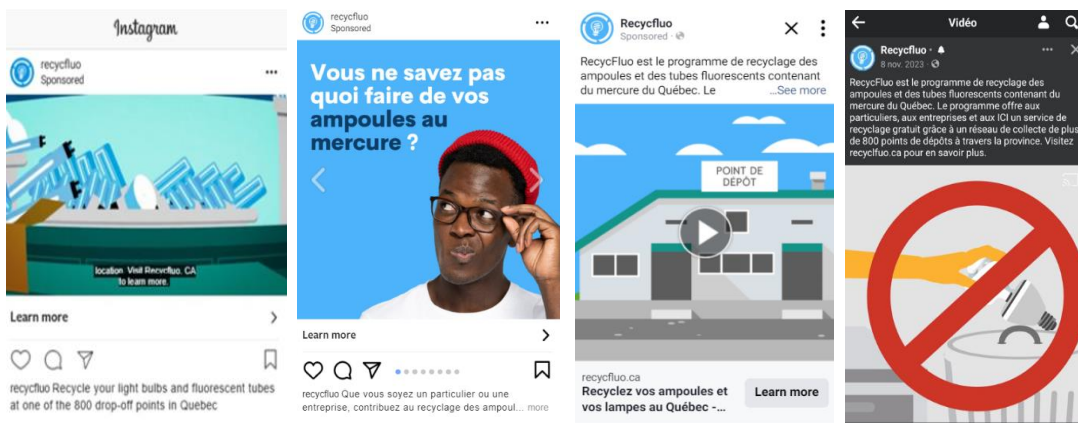 Instagram
recycfluo
Sponsored
location. Visit Recycfluo. CA
to learn more.
Learn more
recycfluo Recycle your light bulbs and fluorescent tubes
at one of the 800 drop-off points in Quebec
recycfluo
Sponsored
Vous ne savez pas
quoi faire de vos
ampoules au
mercure ?
Learn more
recycfluo Que vous soyez un particulier ou une
entreprise, contribuez au recyclage des ampoul... more
Recycfluo
Sponsored ·
RecycFluo est le programme de recyclage des
ampoules et des tubes fluorescents contenant
du mercure du Québec. Le ...See more
POINT DE
DÉPÔT
recycfluo.ca
Recyclez vos ampoules et
vos lampes au Québec -...
Learn more
Vidéo
Recycfluo ·
8 nov. 2023 ·
RecycFluo est le programme de recyclage des
ampoules et des tubes fluorescents contenant du
mercure du Québec. Le programme offre aux
particuliers, aux entreprises et aux ICI un service de
recyclage gratuit grâce à un réseau de collecte de plus
de 800 points de dépôts à travers la province. Visitez
recyclfuo.ca pour en savoir plus.